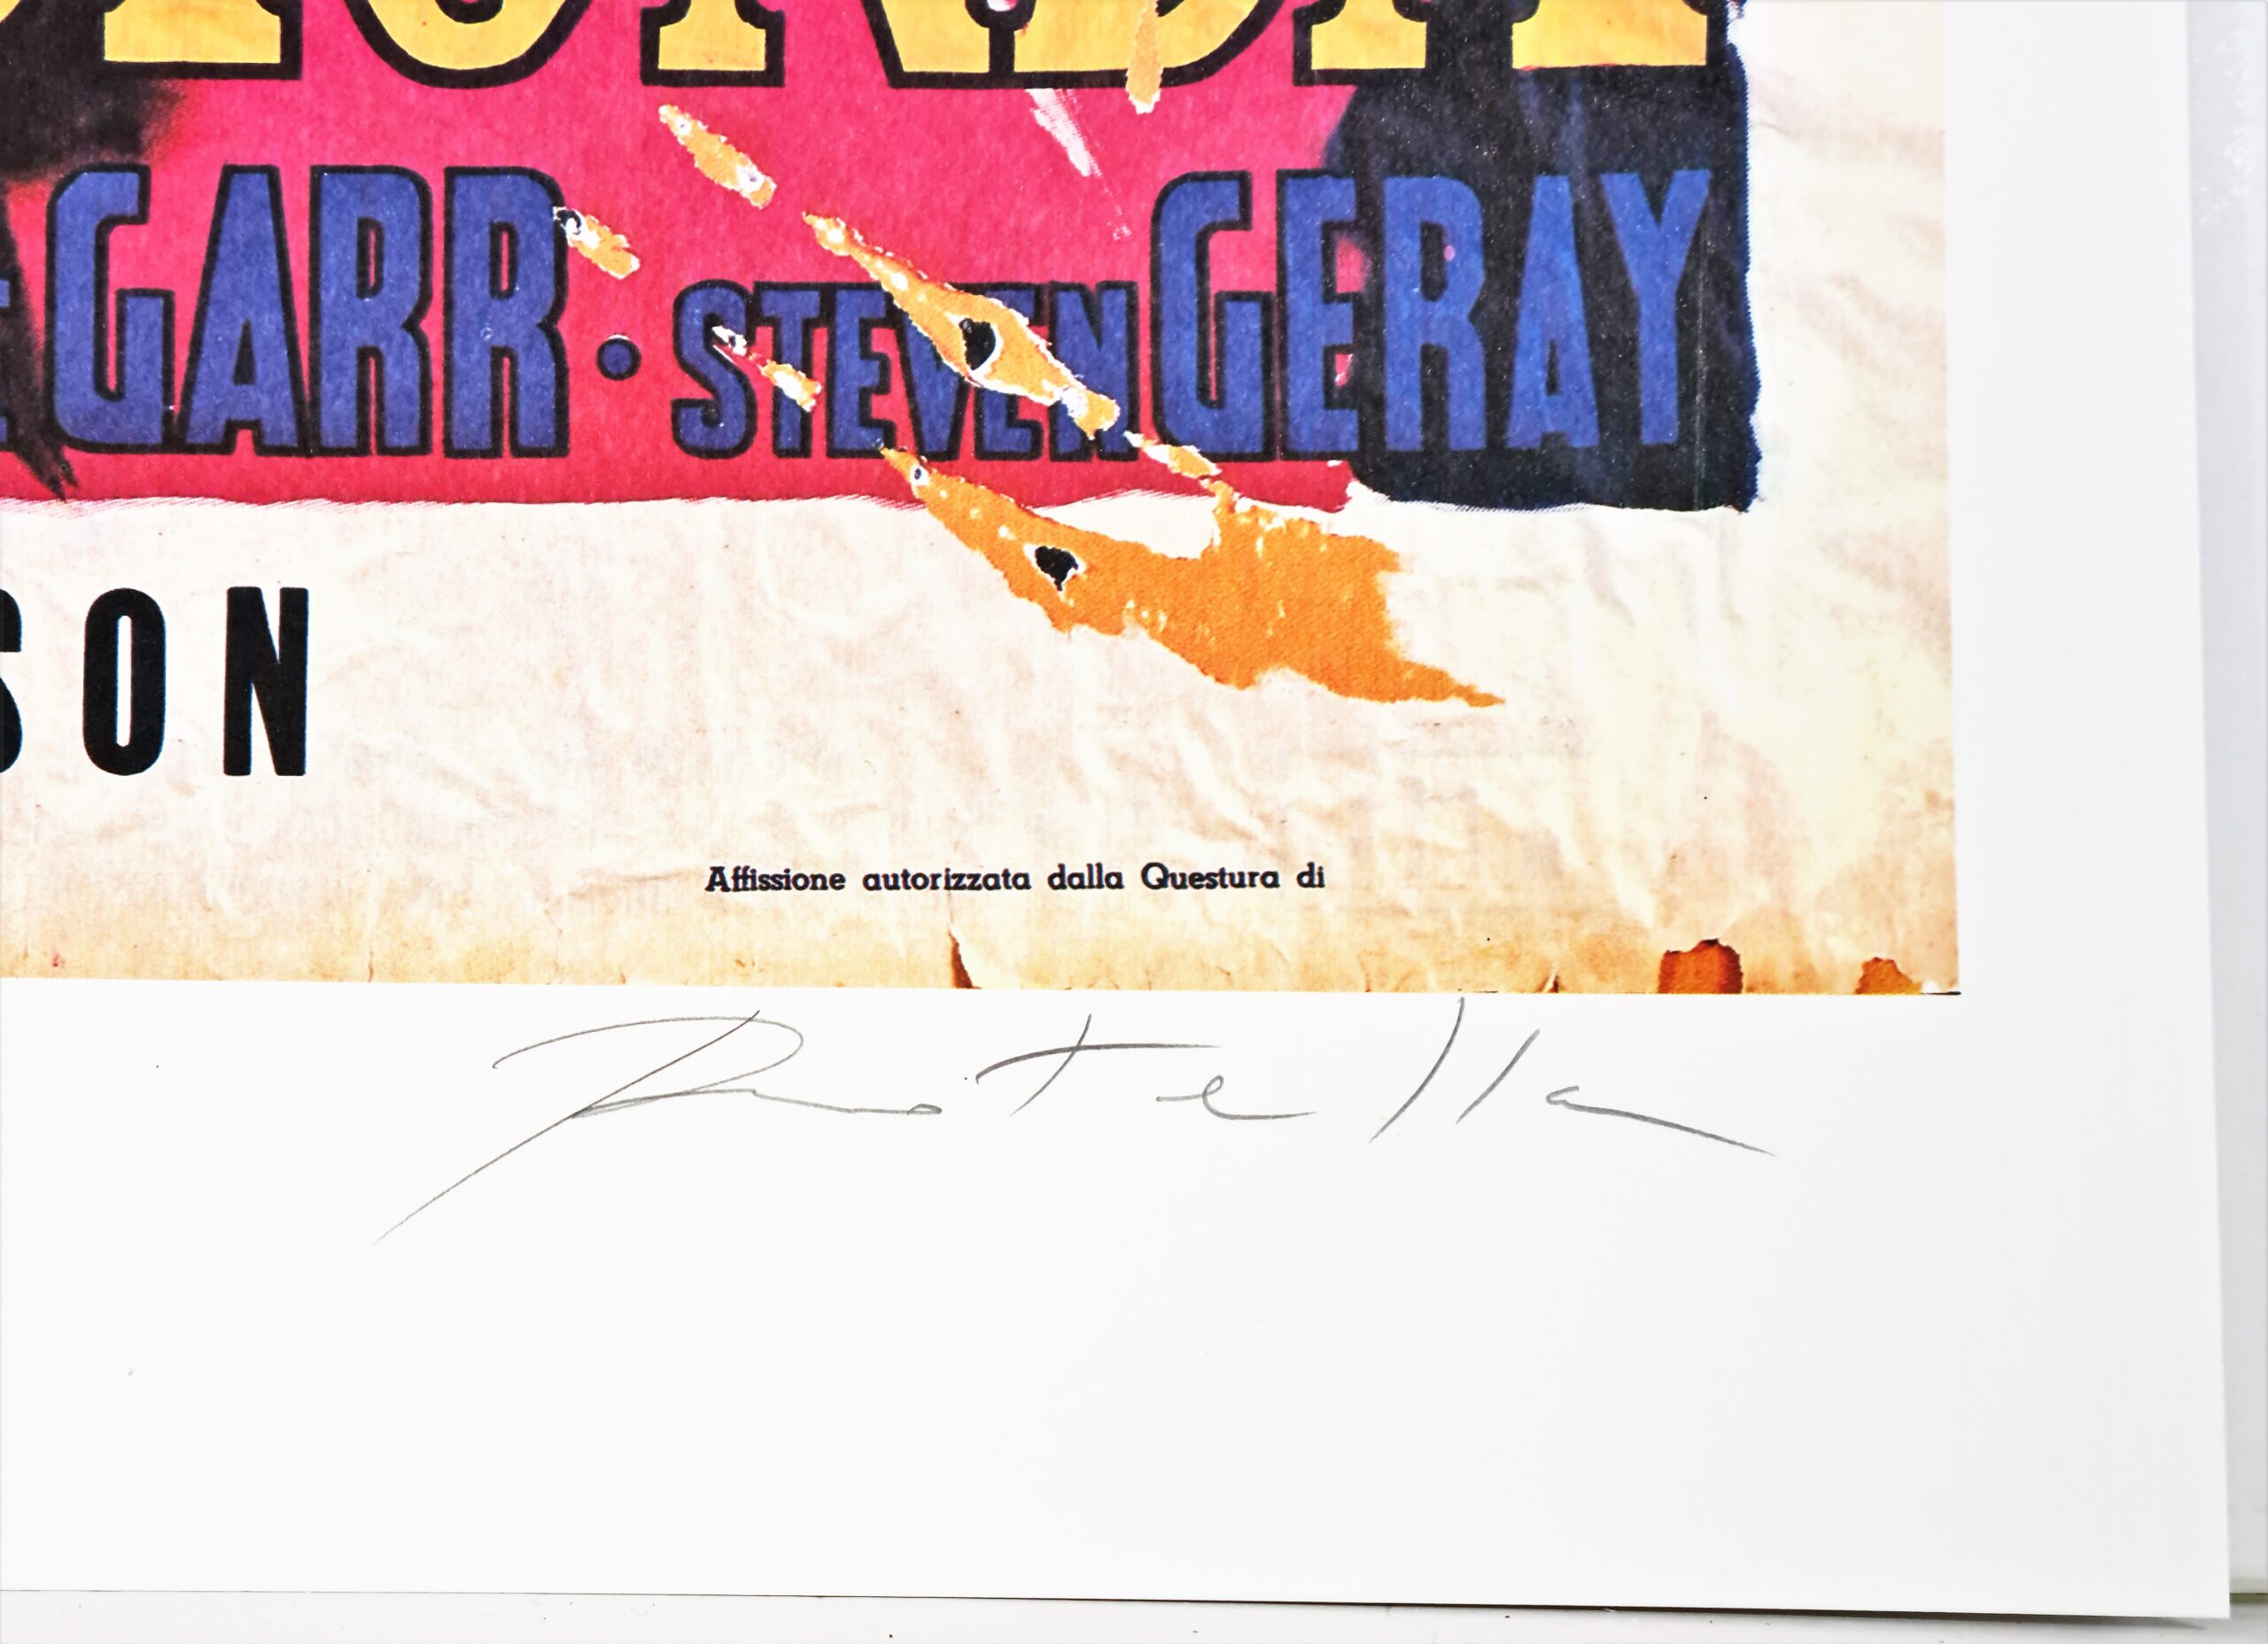 GARR • STEVEN GERAY
SON
Affissione autorizzata dalla Questura di
Rotella